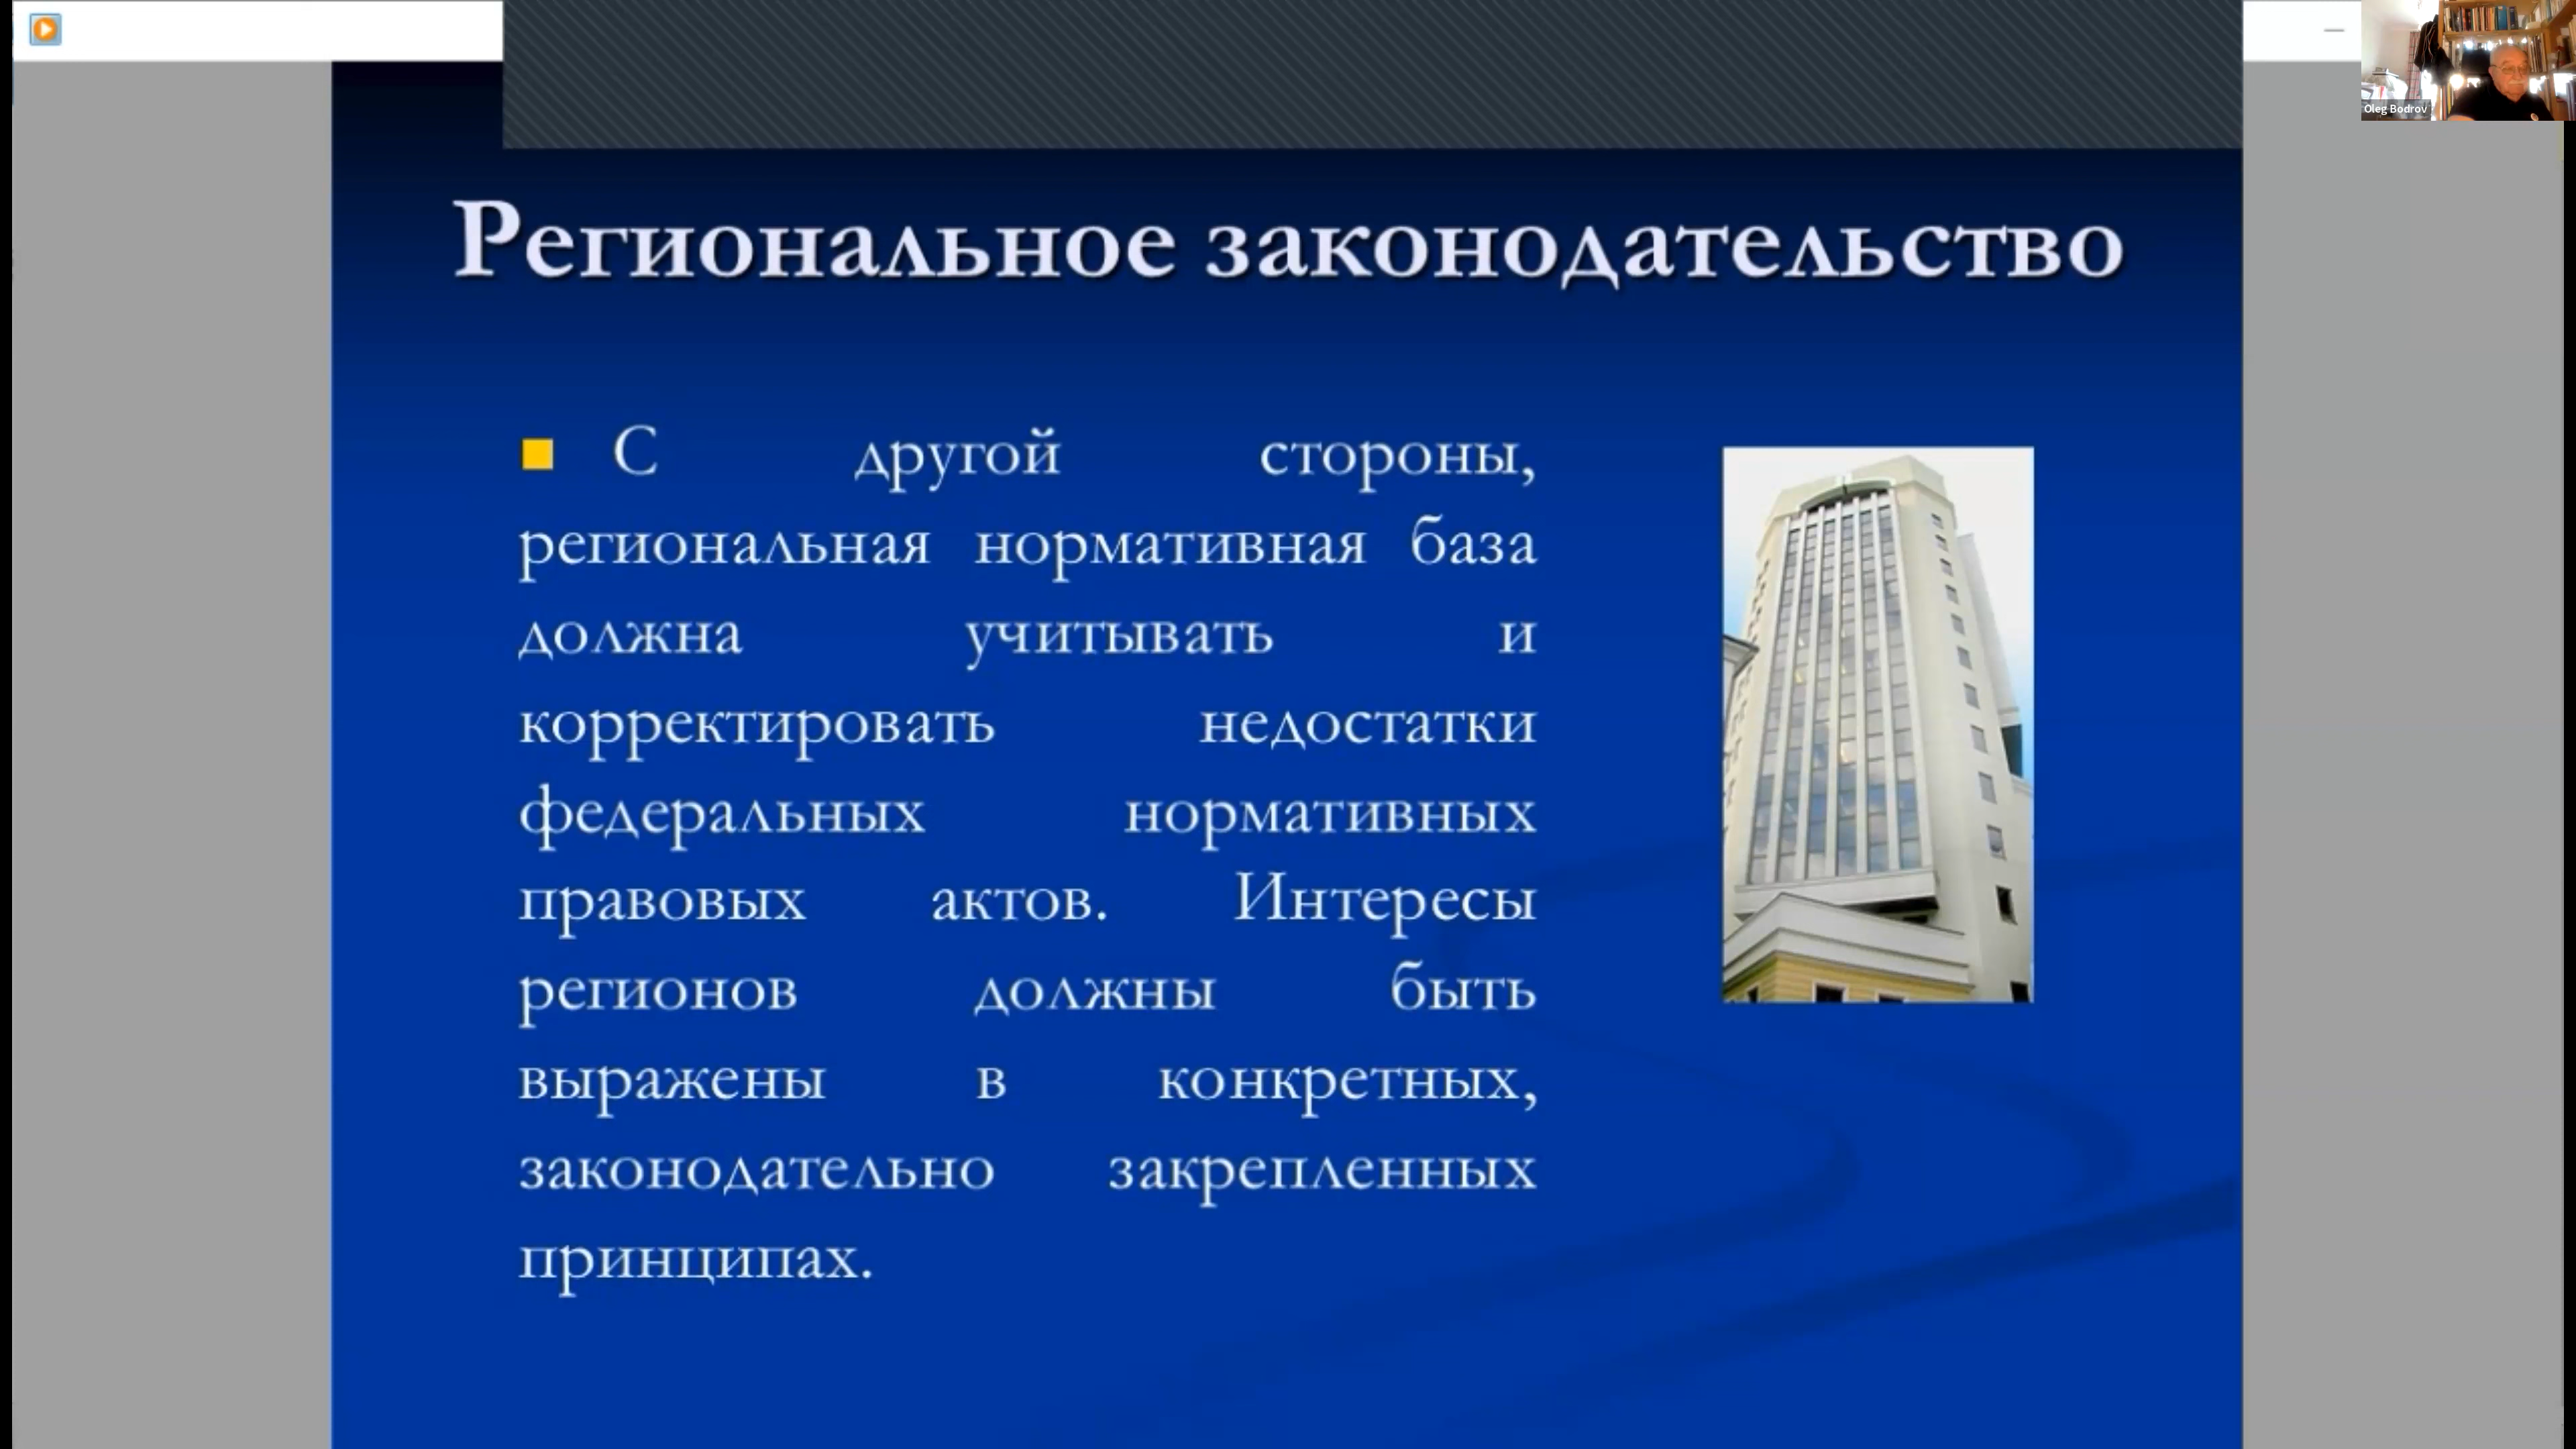 Oleg Bodrov
Региональное законодательство
С другой стороны,
региональная нормативная база
должна учитывать и
корректировать недостатки
федеральных нормативных
правовых актов. Интересы
регионов должны быть
выражены в конкретных,
законодательно закрепленных
принципах.